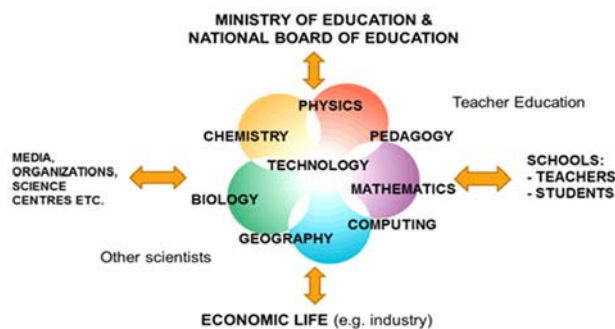 MINISTRY OF EDUCATION &
NATIONAL BOARD OF EDUCATION
PHYSICS
Teacher Education
CHEMISTRY
PEDAGOGY
MEDIA,
ORGANIZATIONS,
SCIENCE
CENTRES ETC.
TECHNOLOGY
SCHOOLS:
- TEACHERS
- STUDENTS
MATHEMATICS
BIOLOGY
COMPUTING
GEOGRAPHY
Other scientists
ECONOMIC LIFE (e.g. industry)